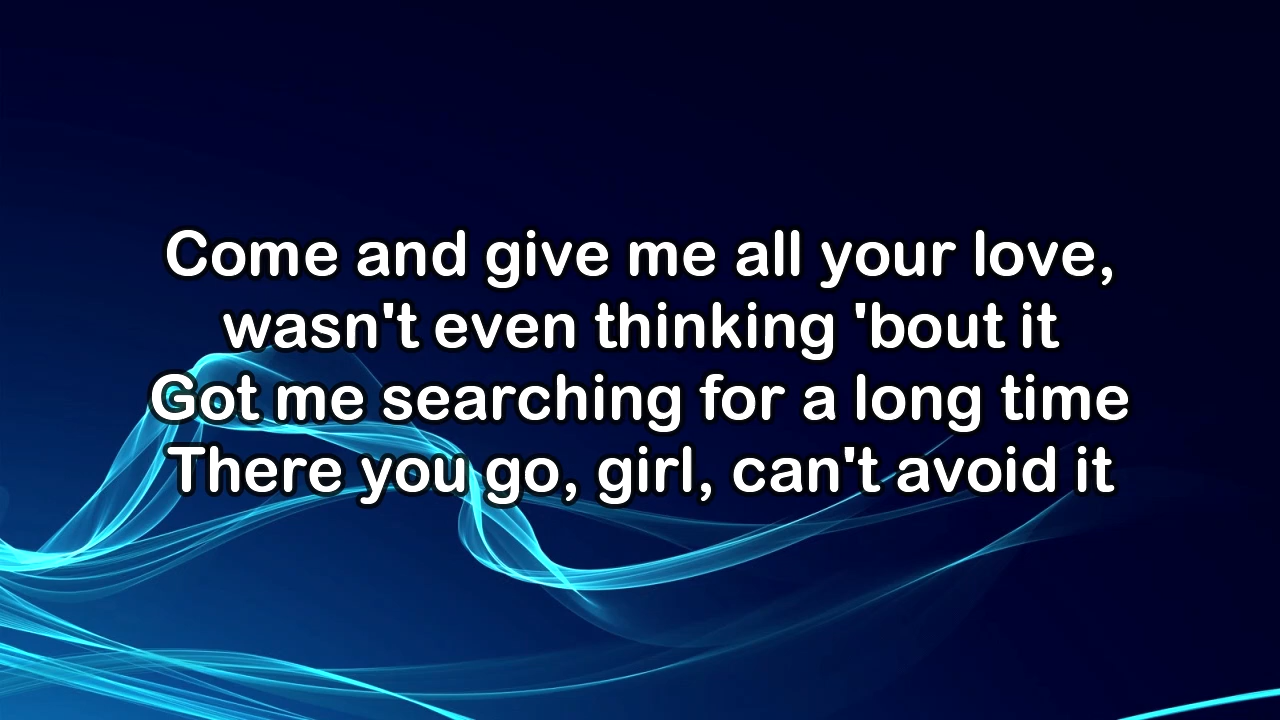 Come and give me all your love,
wasn't even thinking 'bout it
Got me searching for a long time
There you go, girl, can't avoid it